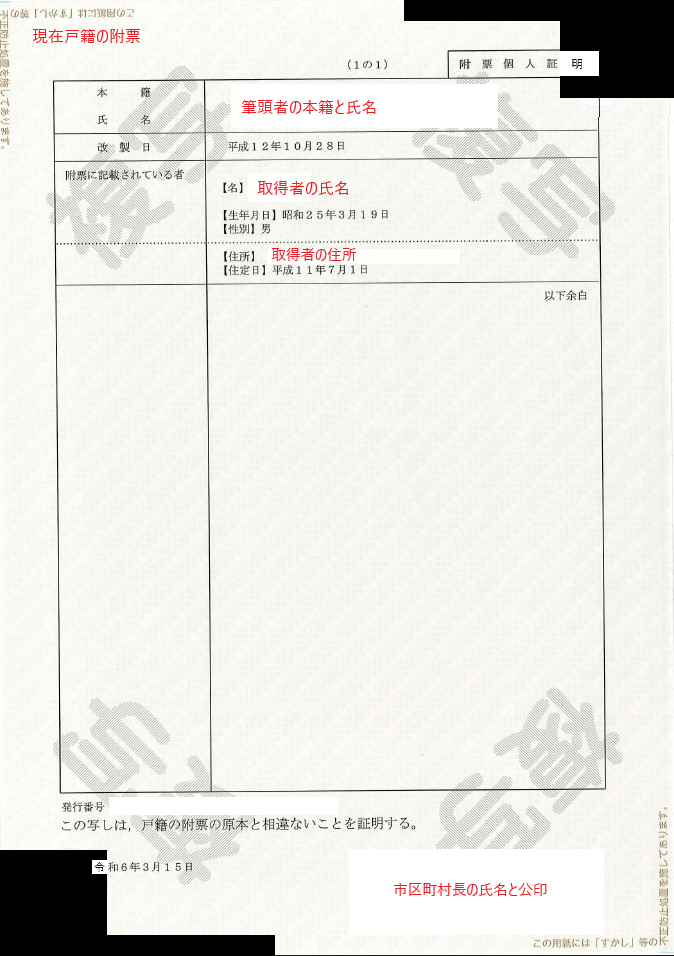 この用紙には「すかし」等の
不正防止処置を施してあります。
現在戸籍の附票
(1の1)
附票個人証明
本籍
氏名
筆頭者の本籍と氏名
改製日
平成12年10月28日
附票に記載されている者
【名】 取得者の氏名
【生年月日】昭和25年3月19日
【性別】男
【住所】 取得者の住所
【住定日】平成11年7月1日
以下余白
複写
複写
複写
複写
発行番号
この写しは、戸籍の附票の原本と相違ないことを証明する。
令和6年3月15日
市区町村長の氏名と公印
この用紙には「すかし」等の
不正防止処置を施してあります。